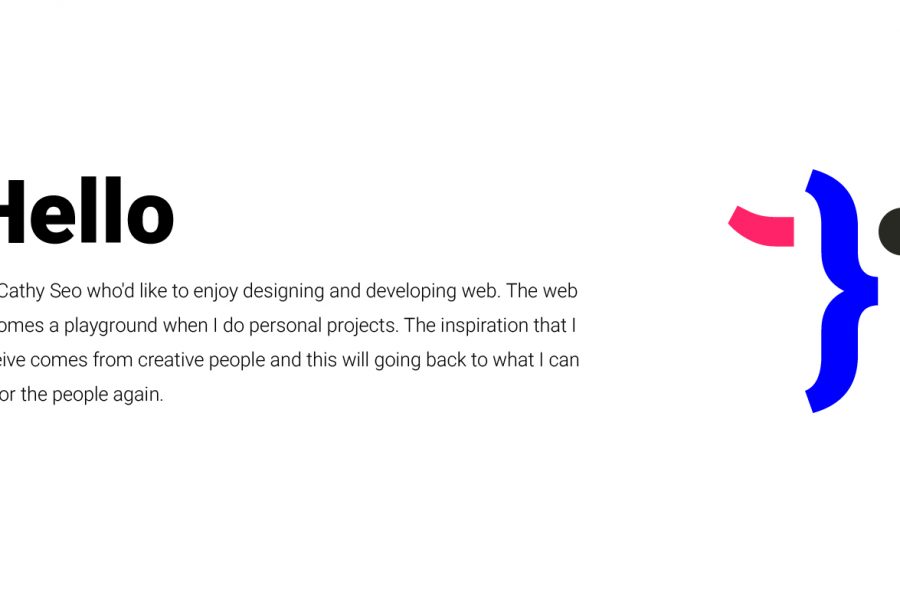 Hello
Cathy Seo who'd like to enjoy designing and developing web. The web
omes a playground when I do personal projects. The inspiration that I
eive comes from creative people and this will going back to what I can
or the people again.
}